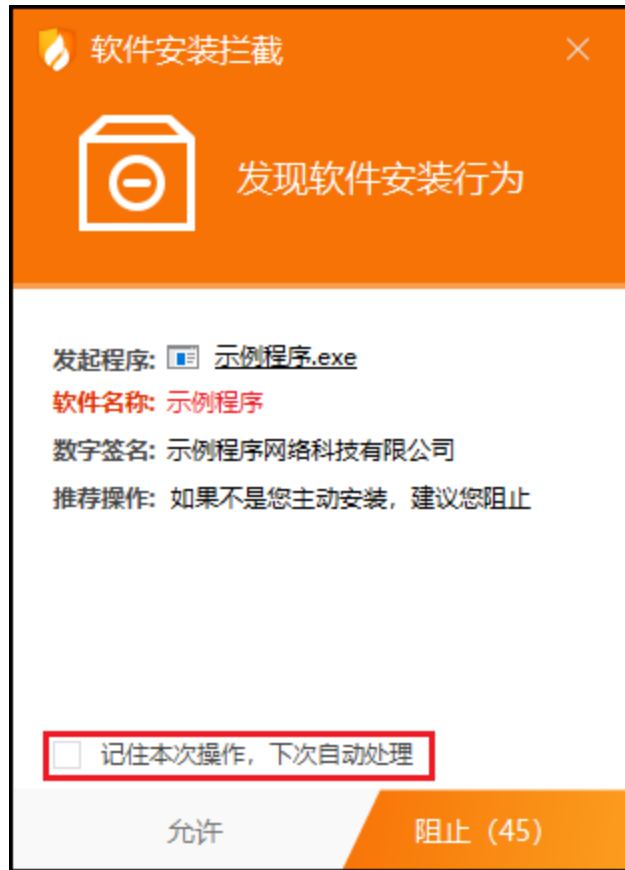 软件安装拦截
发现软件安装行为
发起程序: 示例程序.exe
软件名称: 示例程序
数字签名: 示例程序网络科技有限公司
推荐操作: 如果不是您主动安装，建议您阻止
记住本次操作，下次自动处理
允许
阻止（45）